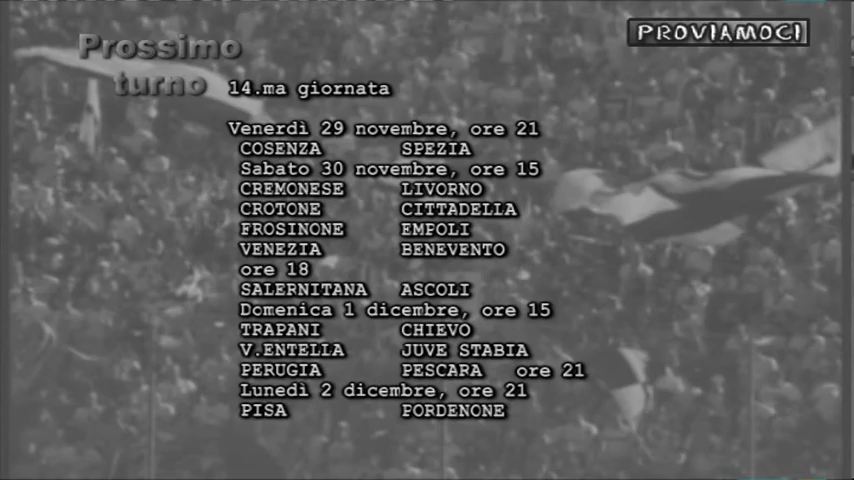 Prossimo
turno
PROVIAMOCI
14.ma giornata
Venerdì 29 novembre, ore 21
COSENZA SPEZIA
Sabato 30 novembre, ore 15
CREMONESE LIVORNO
CROTONE CITTADELLA
FROSINONE EMPOLI
VENEZIA BENEVENTO
ore 18
SALERNITANA ASCOLI
Domenica 1 dicembre, ore 15
TRAPANI CHIEVO
V.ENTELLA JUVE STABIA
PERUGIA PESCARA ore 21
Lunedì 2 dicembre, ore 21
PISA PORDENONE